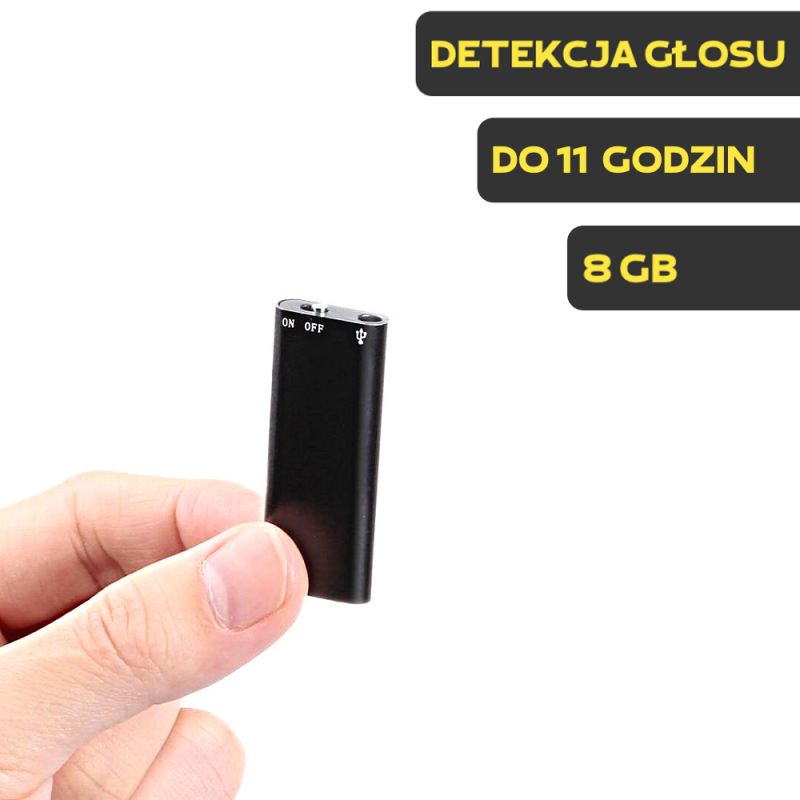 DETEKCJA GŁOSU
DO 11 GODZIN
8 GB
ON OFF